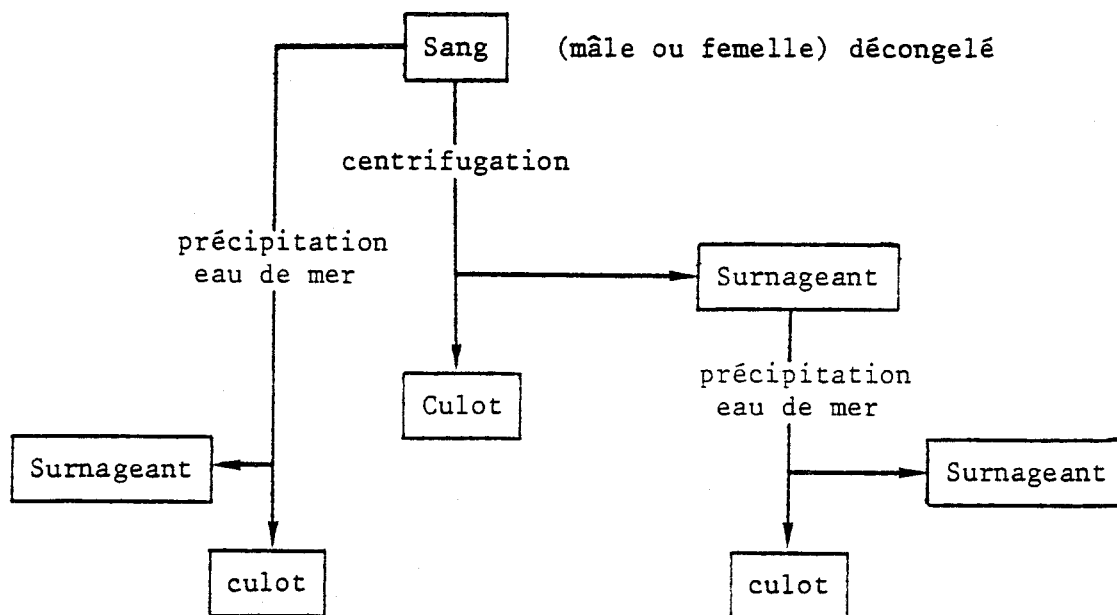 Sang (mâle ou femelle) décongelé
centrifugation
précipitation
eau de mer
Surnageant
précipitation
eau de mer
Culot
Surnageant
Surnageant
culot
culot